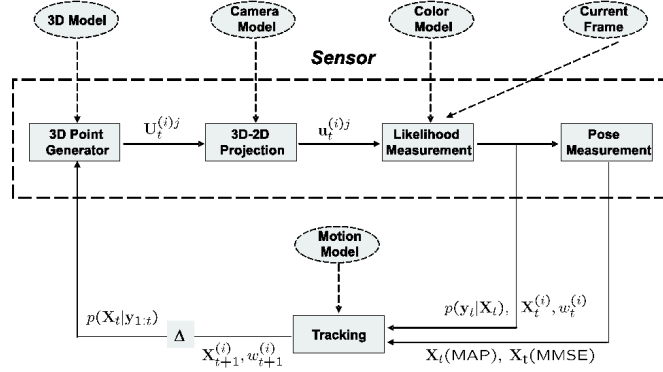 3D Model
Camera
Model
Color
Model
Current
Frame
Sensor
3D Point
Generator
U_t^{(i)j}
3D-2D
Projection
u_t^{(i)j}
Likelihood
Measurement
Pose
Measurement
Motion
Model
p(X_t|y_{1:t})
Δ
X_{t+1}^{(i)}, w_{t+1}^{(i)}
Tracking
p(y_t|X_t), X_t^{(i)}, w_t^{(i)}
X_t(MAP), X_t(MMSE)